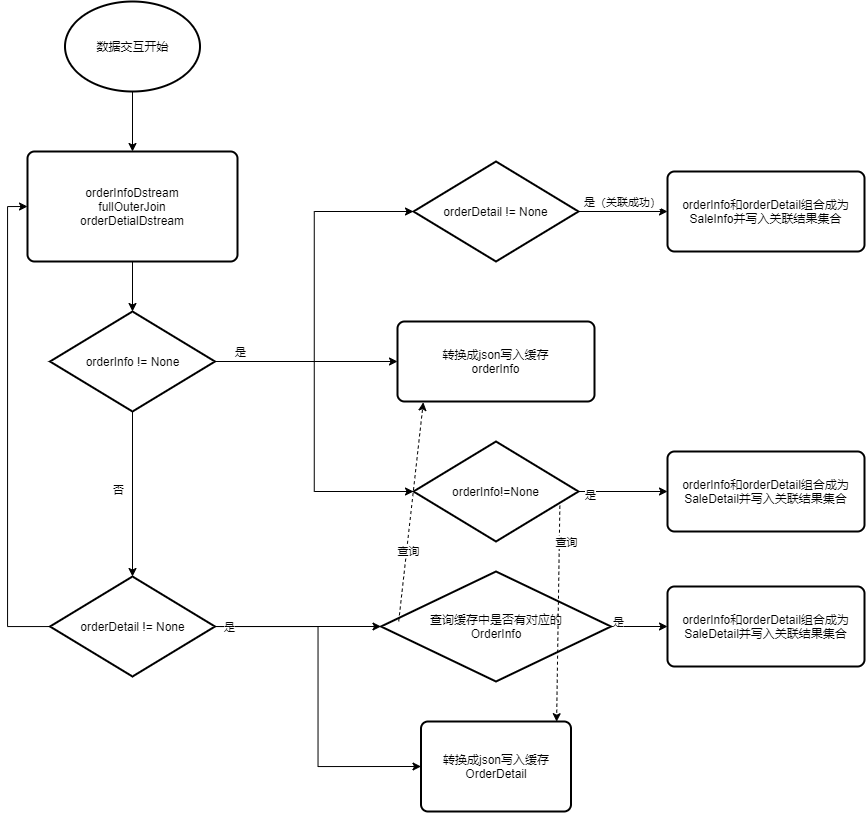 数据交互开始
orderInfoDstream
fullOuterJoin
orderDetialDstream
orderDetail != None
是（关联成功）
orderInfo和orderDetail组合成为
SaleInfo并写入关联结果集合
orderInfo != None
是
转换成json写入缓存
orderInfo
否
orderInfo!=None
是
orderInfo和orderDetail组合成为
SaleDetail并写入关联结果集合
查询
查询
orderDetail != None
是
查询缓存中是否有对应的
OrderInfo
是
orderInfo和orderDetail组合成为
SaleDetail并写入关联结果集合
转换成json写入缓存
OrderDetail